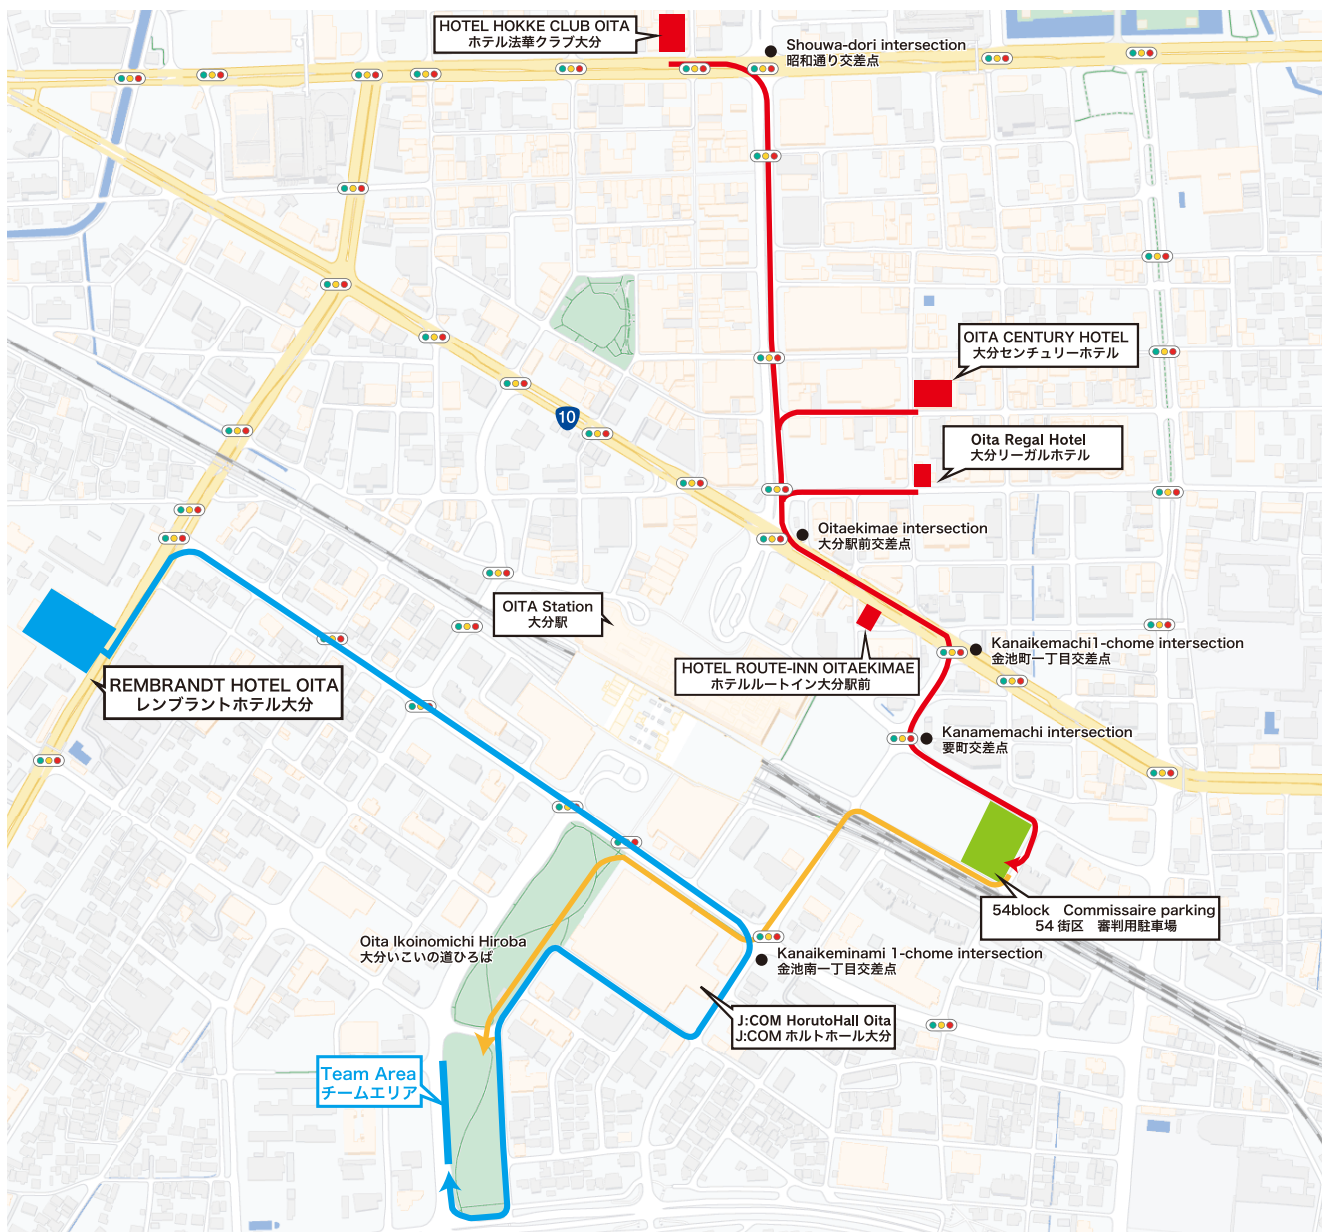 HOTEL HOKKE CLUB OITA
ホテル法華クラブ大分
Shouwa-dori intersection
昭和通り交差点
OITA CENTURY HOTEL
大分センチュリーホテル
10
Oita Regal Hotel
大分リーガルホテル
Oitaekimae intersection
大分駅前交差点
OITA Station
大分駅
Kanaikemachi1-chome intersection
金池町一丁目交差点
HOTEL ROUTE-INN OITAEKIMAE
ホテルルートイン大分駅前
REMBRANDT HOTEL OITA
レンブラントホテル大分
Kanamemachi intersection
要町交差点
54block Commissaire parking
54 街区 審判用駐車場
Oita Ikoinomichi Hiroba
大分いこいの道ひろば
Kanaikeminami 1-chome intersection
金池南一丁目交差点
J:COM HorutoHall Oita
J:COM ホルトホール大分
Team Area
チームエリア